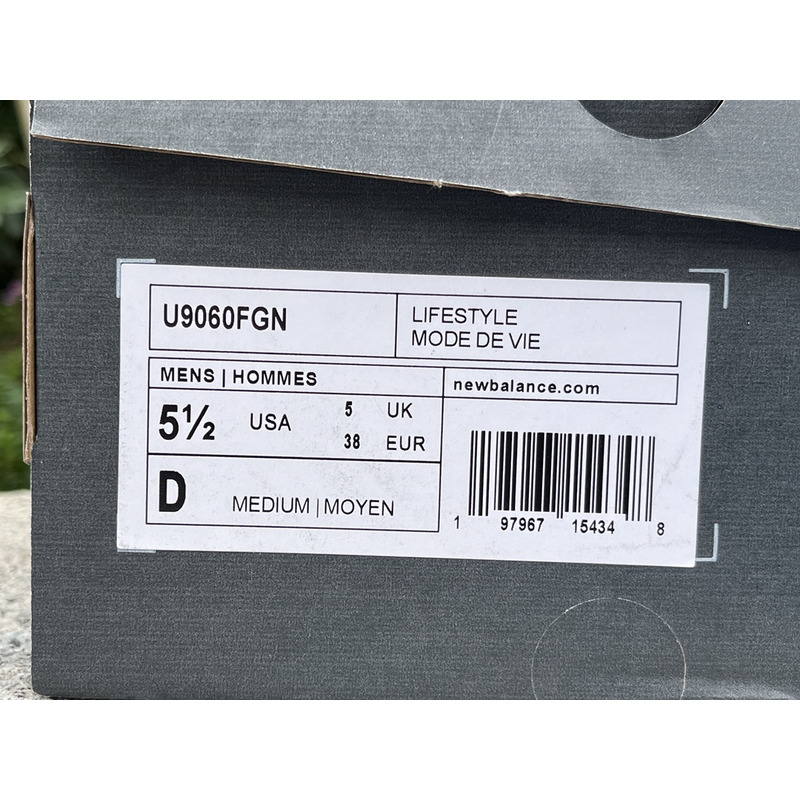 U9060FGN
LIFESTYLE
MODE DE VIE
MENS | HOMMES
newbalance.com
5½ USA
5 UK
38 EUR
D MEDIUM | MOYEN
1 97967 15434 8